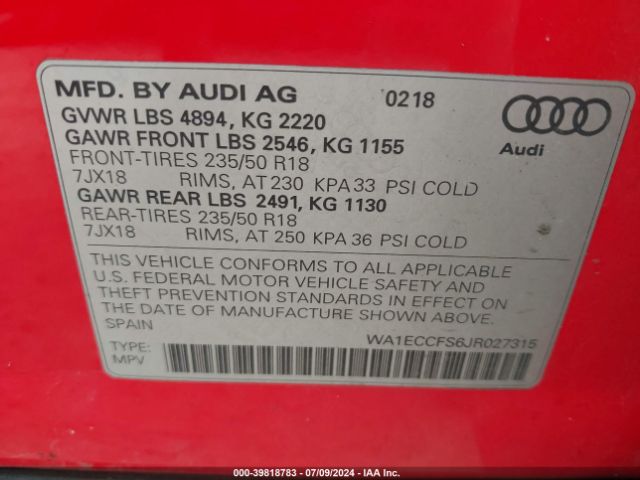 MFD. BY AUDI AG 0218
GVWR LBS 4894, KG 2220
GAWR FRONT LBS 2546, KG 1155
FRONT-TIRES 235/50 R18
7JX18 RIMS, AT 230 KPA 33 PSI COLD
GAWR REAR LBS 2491, KG 1130
REAR-TIRES 235/50 R18
7JX18 RIMS, AT 250 KPA 36 PSI COLD
Audi
THIS VEHICLE CONFORMS TO ALL APPLICABLE
U.S. FEDERAL MOTOR VEHICLE SAFETY AND
THEFT PREVENTION STANDARDS IN EFFECT ON
THE DATE OF MANUFACTURE SHOWN ABOVE.
SPAIN
WA1ECCFS6JR027315
TYPE:
MPV
000-39818783 - 07/09/2024 - IAA Inc.